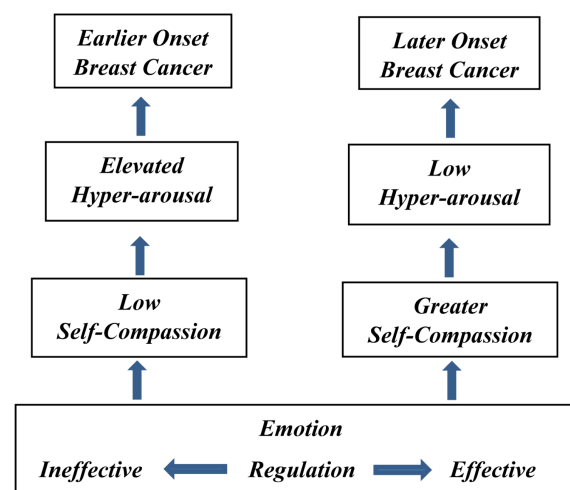 Earlier Onset
Breast Cancer
Later Onset
Breast Cancer
Elevated
Hyper-arousal
Low
Hyper-arousal
Low
Self-Compassion
Greater
Self-Compassion
Emotion
Ineffective Regulation Effective